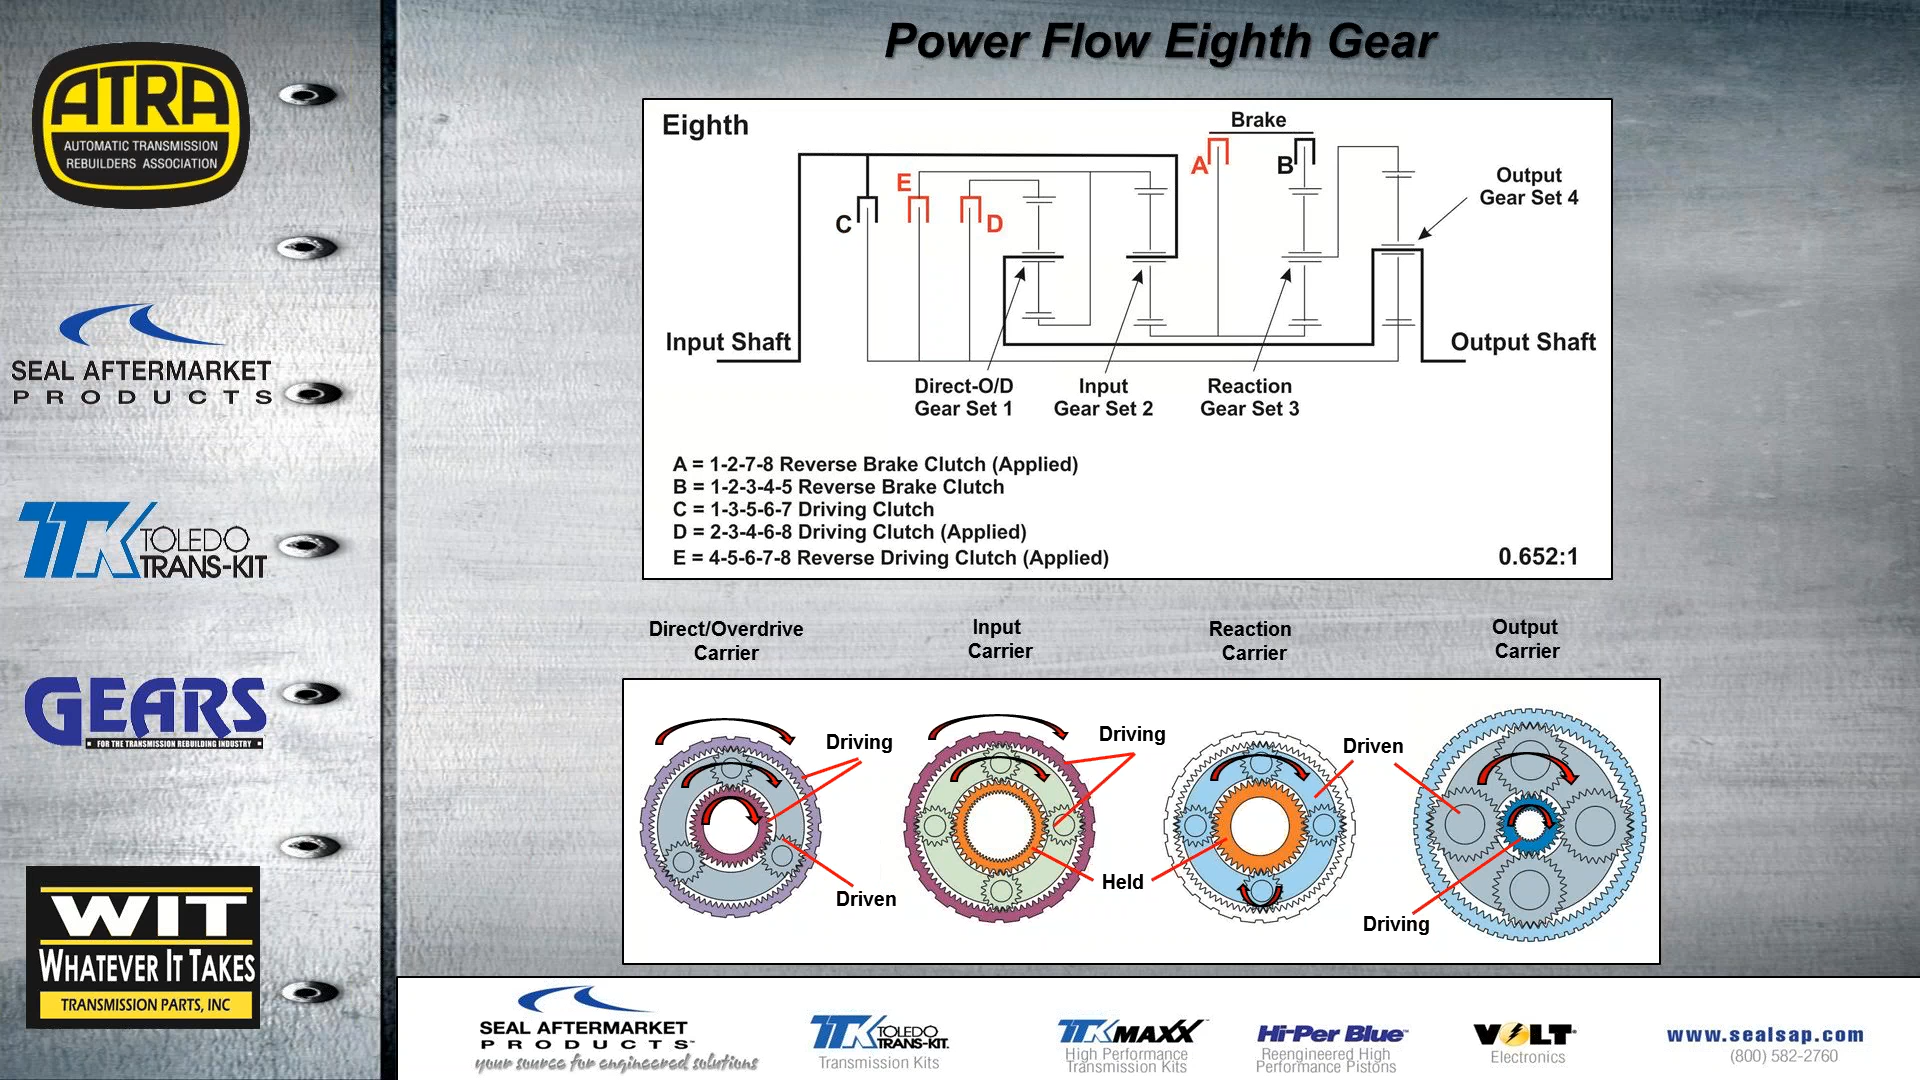 Power Flow Eighth Gear
ATRA
AUTOMATIC TRANSMISSION
REBUILDERS ASSOCIATION
SEAL AFTERMARKET
PRODUCTS
TTK TOLEDO
TRANS-KIT
GEARS
FOR THE TRANSMISSION REBUILDING INDUSTRY
WIT
WHATEVER IT TAKES
TRANSMISSION PARTS, INC
Eighth
Brake
A
B
C
E
D
Output
Gear Set 4
Input Shaft
Output Shaft
Direct-O/D
Gear Set 1
Input
Gear Set 2
Reaction
Gear Set 3
A = 1-2-7-8 Reverse Brake Clutch (Applied)
B = 1-2-3-4-5 Reverse Brake Clutch
C = 1-3-5-6-7 Driving Clutch
D = 2-3-4-6-8 Driving Clutch (Applied)
E = 4-5-6-7-8 Reverse Driving Clutch (Applied)
0.652:1
Direct/Overdrive
Carrier
Input
Carrier
Reaction
Carrier
Output
Carrier
Driving
Driven
Driving
Held
Driven
Driving
SEAL AFTERMARKET
PRODUCTS™
your source for engineered solutions
TTK TOLEDO
TRANS-KIT.
Transmission Kits
TTK MAXX™
High Performance
Transmission Kits
Hi-Per Blue™
Reengineered High
Performance Pistons
VOLT
Electronics
www.sealsap.com
(800) 582-2760